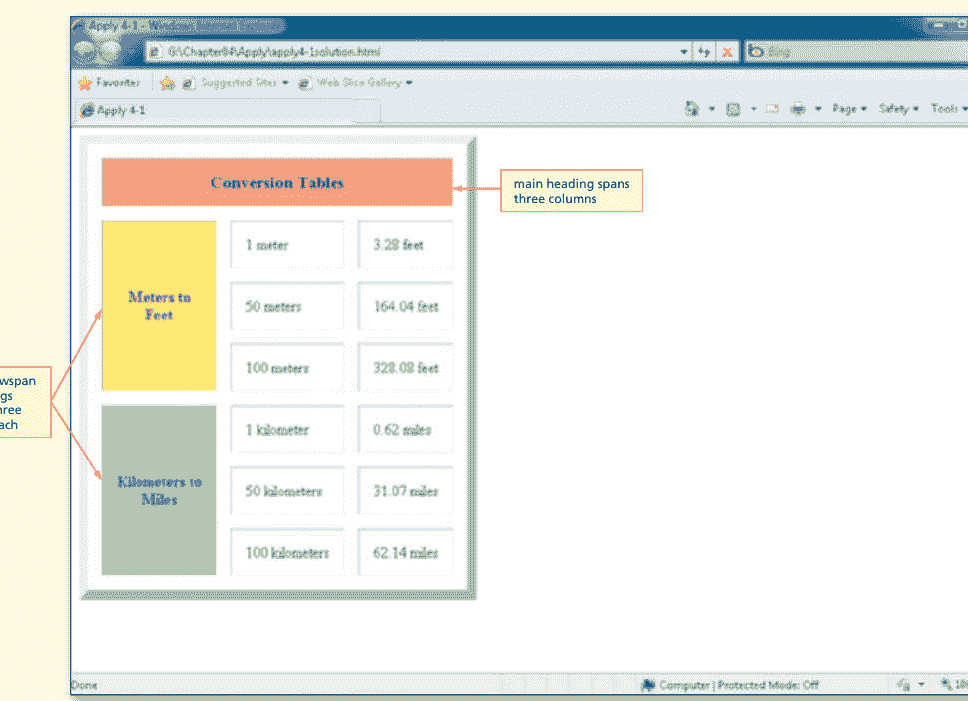 Apply 4-1 - Windows
G:\Chapter04\Apply\apply4-1solution.html
Bing
Favorites Suggested Sites Web Slice Gallery
Apply 4-1 Page Safety Tools
Conversion Tables
main heading spans
three columns
Meters to
Feet
1 meter 3.28 feet
50 meters 164.04 feet
100 meters 328.08 feet
wspan
gs
hree
ach
Kilometers to
Miles
1 kilometer 0.62 miles
50 kilometers 31.07 miles
100 kilometers 62.14 miles
Done Computer | Protected Mode: Off